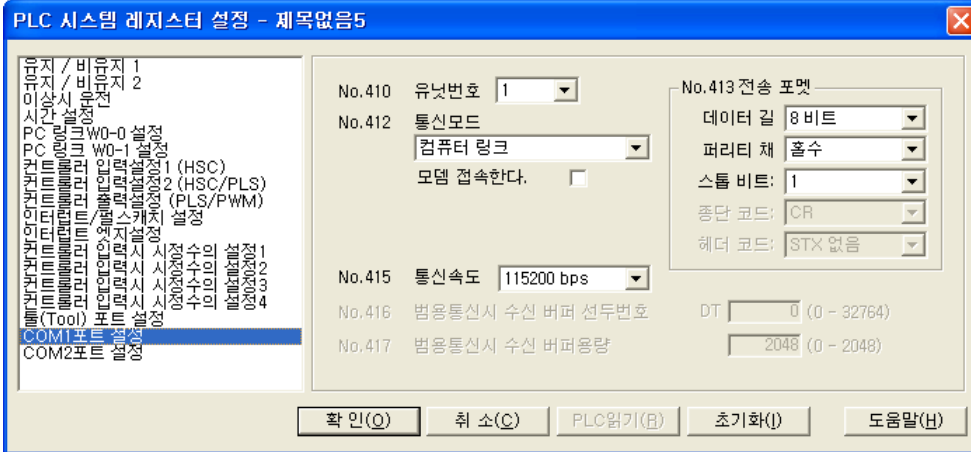 PLC 시스템 레지스터 설정 - 제목없음5
유지 / 비유지 1
유지 / 비유지 2
이상시 운전
시간 설정
PC 링크W0-0 설정
PC 링크 W0-1 설정
컨트롤러 입력설정1 (HSC)
컨트롤러 입력설정2 (HSC/PLS)
컨트롤러 출력설정 (PLS/PWM)
인터럽트/펄스캐치 설정
인터럽트 엣지설정
컨트롤러 입력시 시정수의 설정1
컨트롤러 입력시 시정수의 설정2
컨트롤러 입력시 시정수의 설정3
컨트롤러 입력시 시정수의 설정4
툴(Tool) 포트 설정
COM1포트 설정
COM2포트 설정
No.410 유닛번호 1
No.412 통신모드
컴퓨터 링크
모뎀 접속한다.
No.413 전송 포멧
데이터 길 8 비트
퍼리티 채 홀수
스톱 비트: 1
종단 코드: CR
헤더 코드: STX 없음
No.415 통신속도 115200 bps
No.416 범용통신시 수신 버퍼 선두번호 DT 0 (0 - 32764)
No.417 범용통신시 수신 버퍼용량 2048 (0 - 2048)
확 인(O) 취 소(C) PLC읽기(R) 초기화(I) 도움말(H)